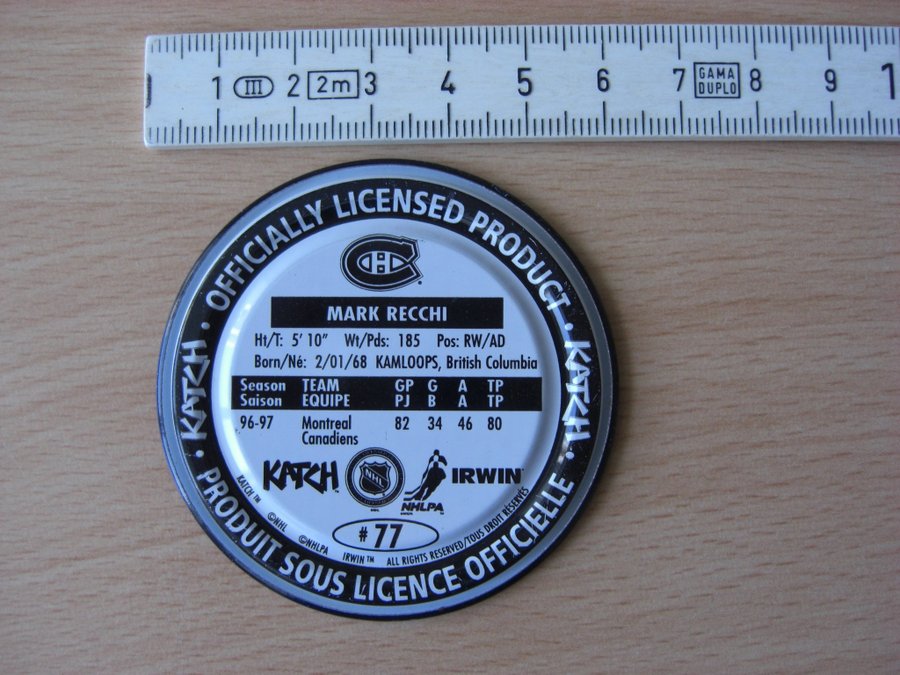 1 III 2 2m 3 4 5 6 7 GAMA DUPLO 8 9 1
• OFFICIALLY LICENSED PRODUCT •
KATCH
KATCH
• PRODUIT SOUS LICENCE OFFICIELLE •
C H
MARK RECCHI
Ht/T: 5' 10" Wt/Pds: 185 Pos: RW/AD
Born/Né: 2/01/68 KAMLOOPS, British Columbia
Season TEAM GP G A TP
Saison EQUIPE PJ B A TP
96-97 Montreal 82 34 46 80
Canadiens
KATCH™ NHL NHLPA IRWIN
#77
KATCH™ ©NHL ©NHLPA IRWIN™ ALL RIGHTS RESERVED/TOUS DROIT RESERVÉS